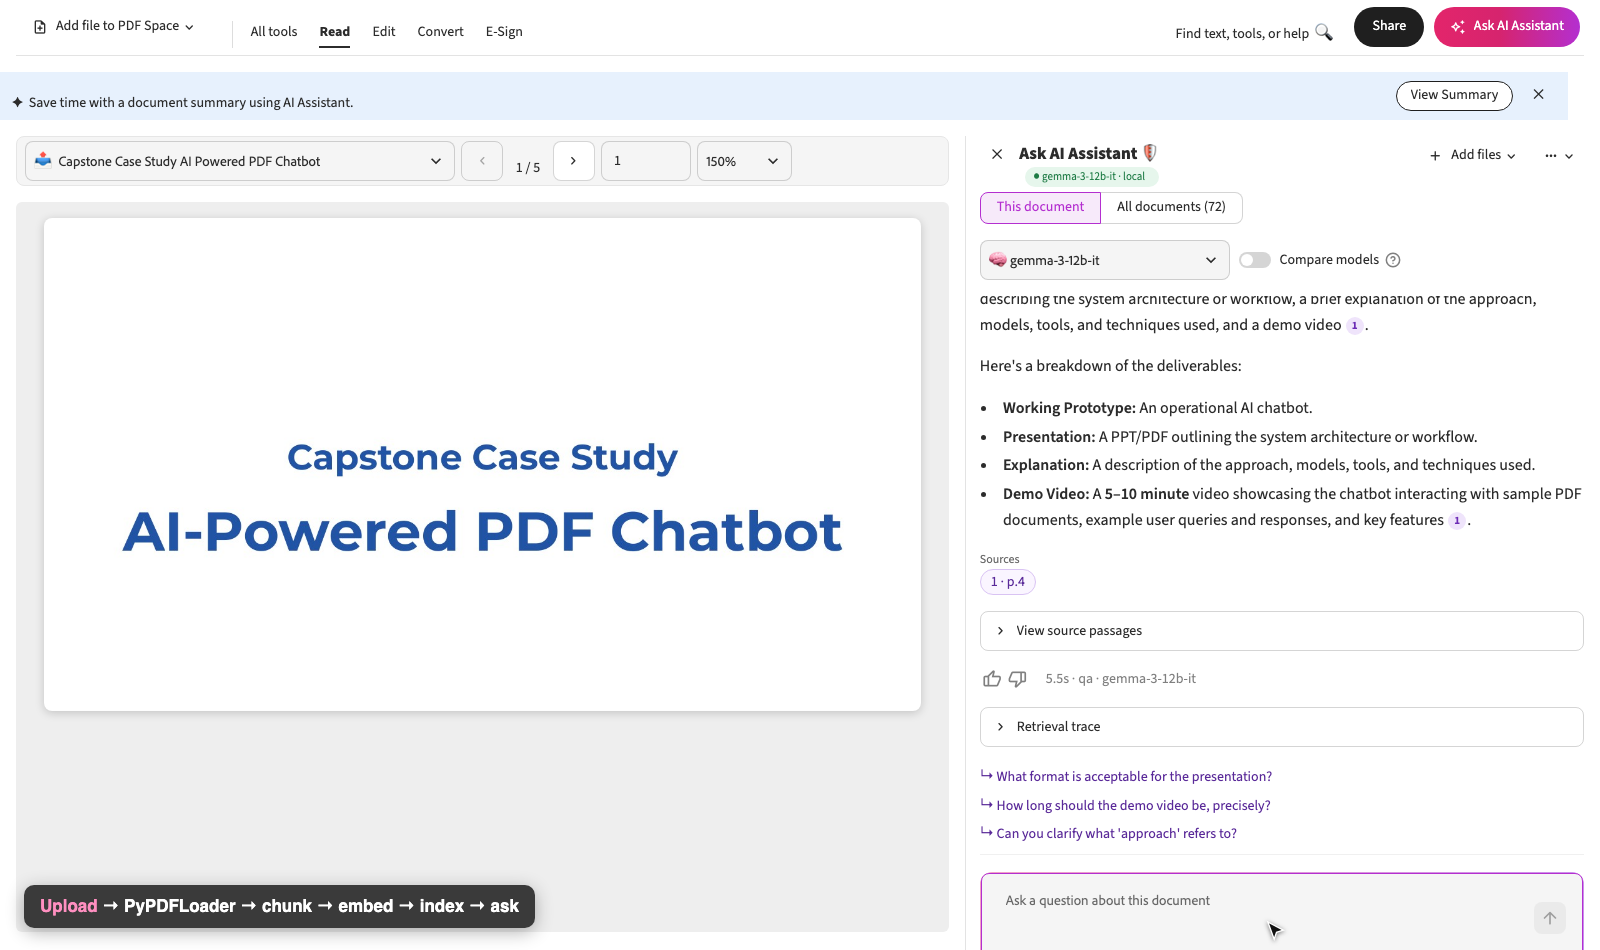 Add file to PDF Space
All tools
Read
Edit
Convert
E-Sign
Find text, tools, or help
Share
Ask AI Assistant
Save time with a document summary using AI Assistant.
View Summary
Capstone Case Study AI Powered PDF Chatbot
1 / 5
1
150%
Capstone Case Study
AI-Powered PDF Chatbot
Upload → PyPDFLoader → chunk → embed → index → ask
Ask AI Assistant
Add files
gemma-3-12b-it · local
This document
All documents (72)
gemma-3-12b-it
Compare models
describing the system architecture or workflow, a brief explanation of the approach,
models, tools, and techniques used, and a demo video 1 .
Here's a breakdown of the deliverables:
• Working Prototype: An operational AI chatbot.
• Presentation: A PPT/PDF outlining the system architecture or workflow.
• Explanation: A description of the approach, models, tools, and techniques used.
• Demo Video: A 5–10 minute video showcasing the chatbot interacting with sample PDF
documents, example user queries and responses, and key features 1 .
Sources
1 · p.4
View source passages
5.5s · qa · gemma-3-12b-it
Retrieval trace
↳ What format is acceptable for the presentation?
↳ How long should the demo video be, precisely?
↳ Can you clarify what 'approach' refers to?
Ask a question about this document